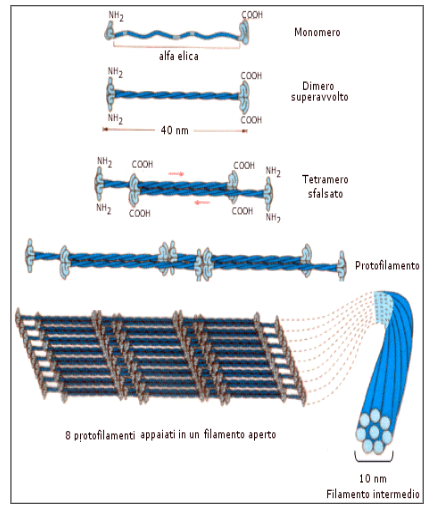 NH2 COOH
Monomero
alfa elica
NH2 COOH
Dimero
superavvolto
NH2 COOH
40 nm
NH2 COOH COOH NH2
Tetramero
sfalsato
NH2 COOH COOH NH2
Protofilamento
8 protofilamenti appaiati in un filamento aperto
10 nm
Filamento intermedio